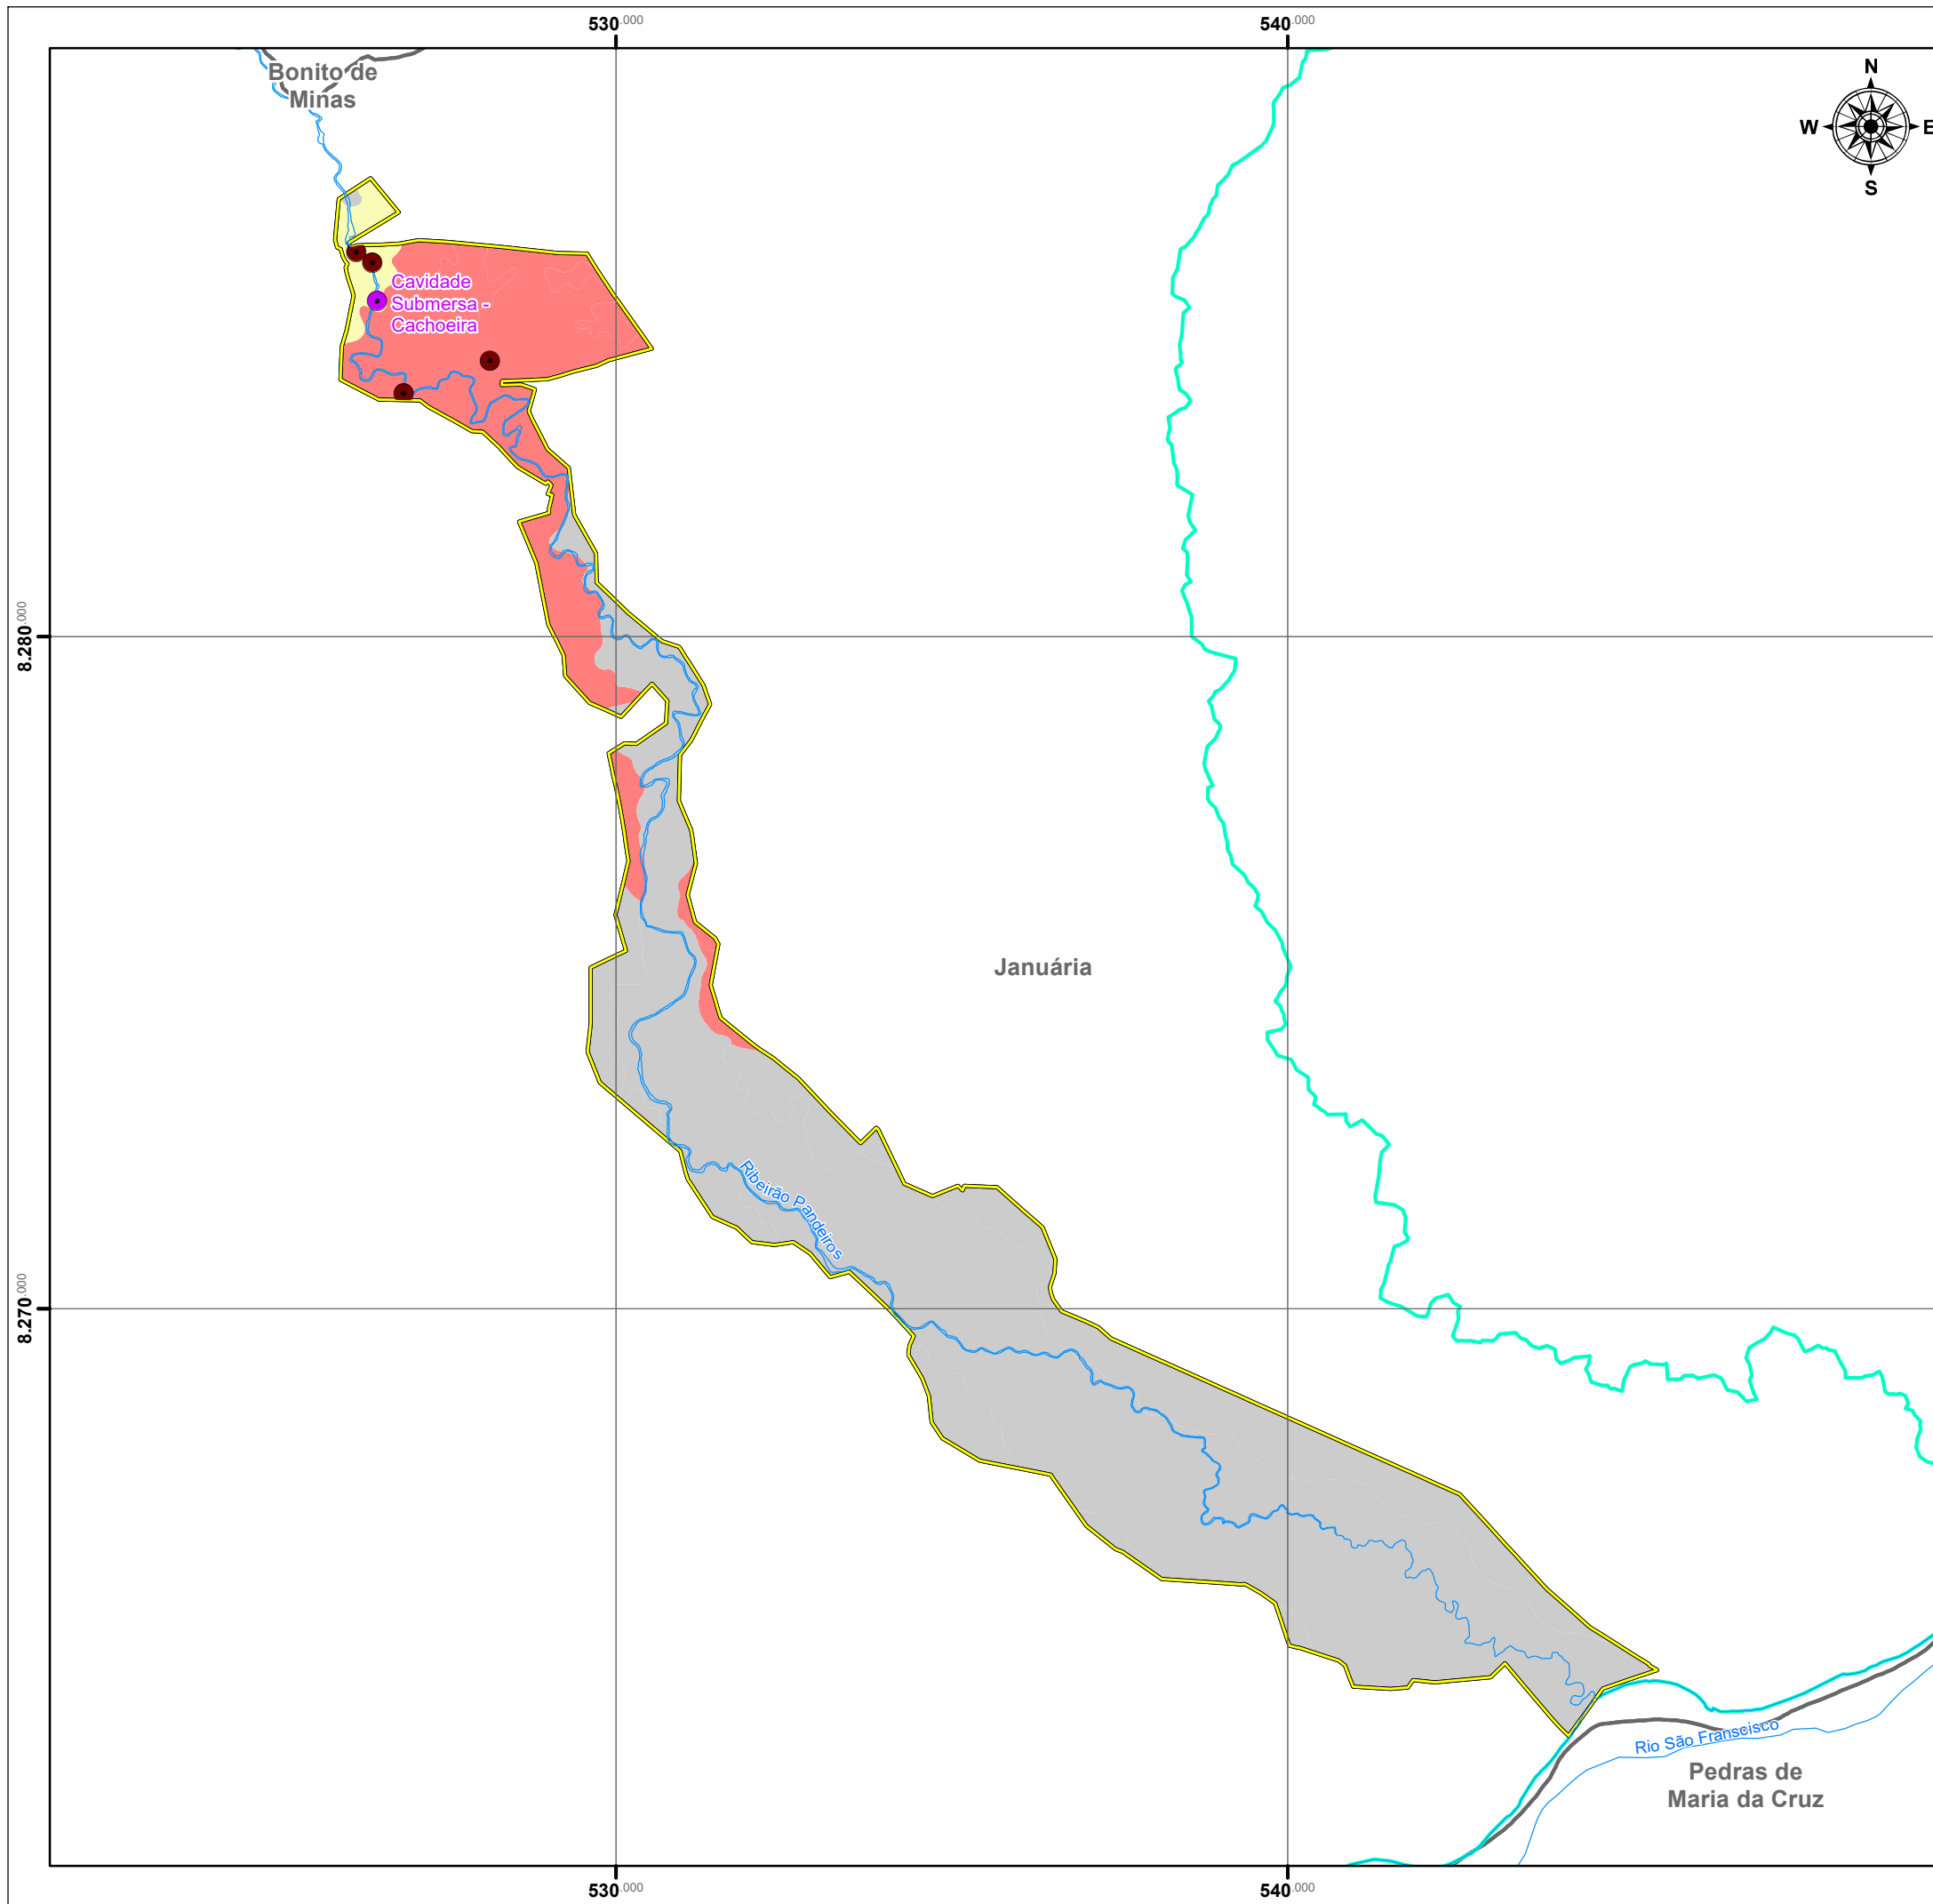 530.000
540.000
Bonito de
Minas
N
W
E
S
Cavidade
Submersa -
Cachoeira
8.280.000
Januária
Ribeirão Pandeiros
8.270.000
Rio São Franscisco
Pedras de
Maria da Cruz
530.000
540.000